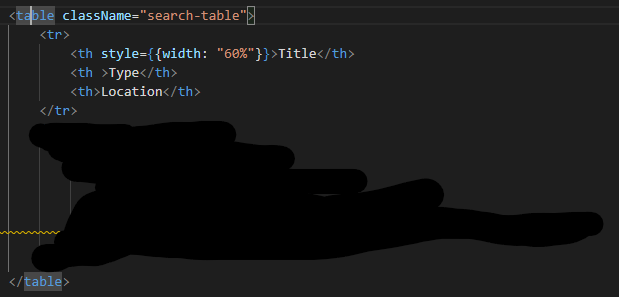 <table className="search-table">
<tr>
<th style={{width: "60%"}}>Title</th>
<th >Type</th>
<th>Location</th>
</tr>
</table>